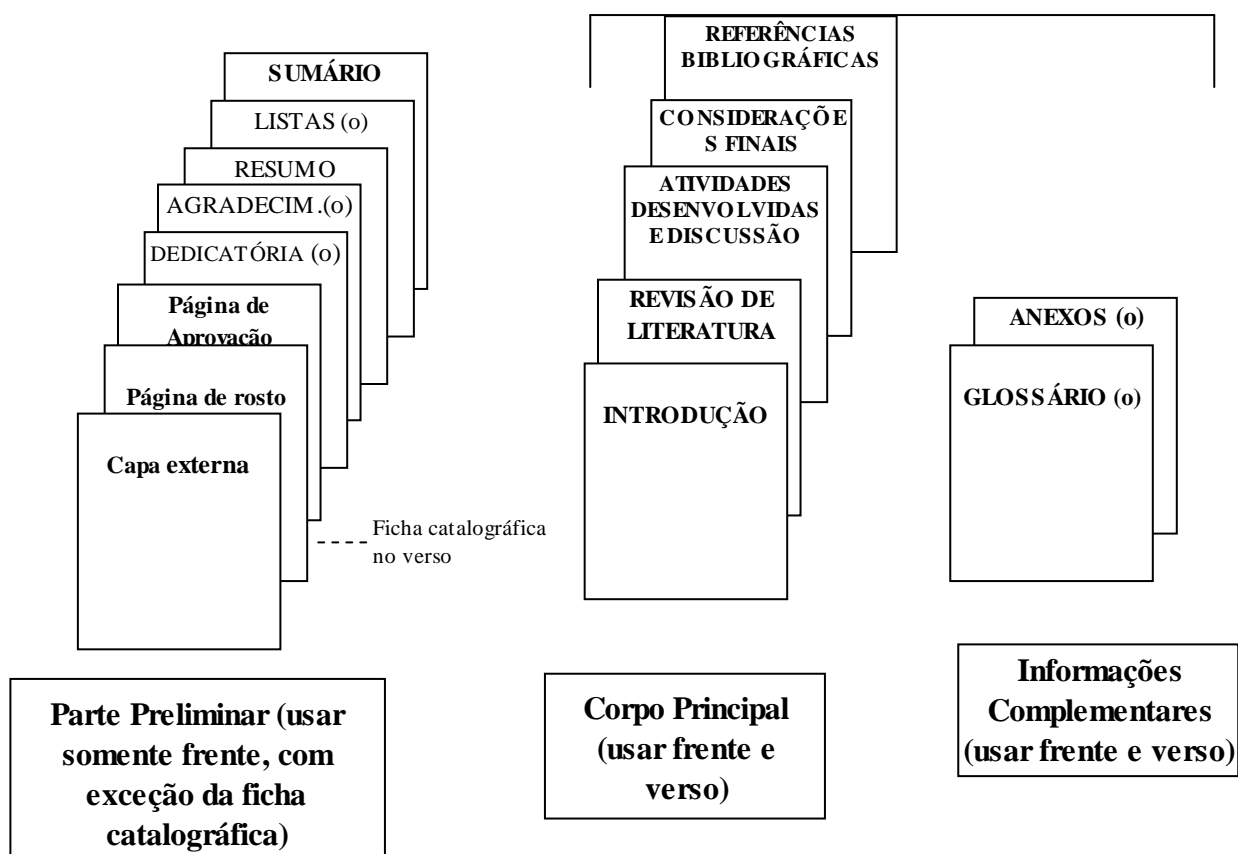 SUMÁRIO
LISTAS (o)
RESUMO
AGRADECIM.(o)
DEDICATÓRIA (o)
Página de
Aprovação
Página de rosto
Capa externa
Ficha catalográfica
no verso
Parte Preliminar (usar
somente frente, com
exceção da ficha
catalográfica)
REFERÊNCIAS
BIBLIOGRÁFICAS
CONSIDERAÇÕE
S FINAIS
ATIVIDADES
DESENVOLVIDAS
E DISCUSSÃO
REVISÃO DE
LITERATURA
INTRODUÇÃO
Corpo Principal
(usar frente e
verso)
ANEXOS (o)
GLOSSÁRIO (o)
Informações
Complementares
(usar frente e verso)